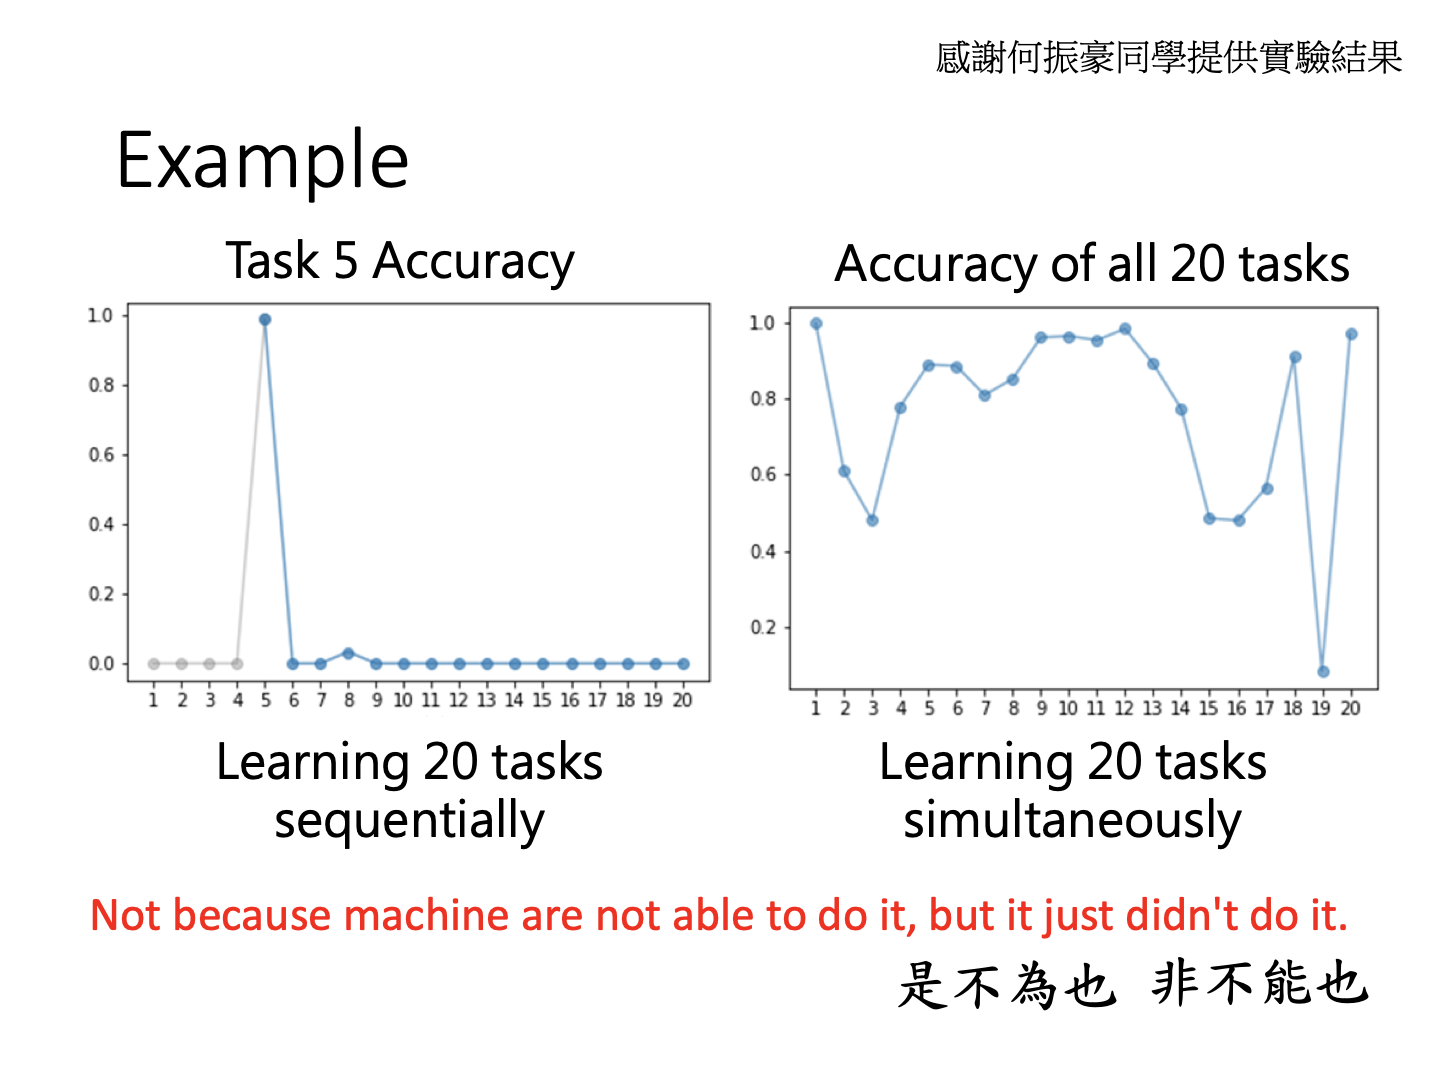 感謝何振豪同學提供實驗結果
Example
Task 5 Accuracy
1.0
0.8
0.6
0.4
0.2
0.0
1 2 3 4 5 6 7 8 9 10 11 12 13 14 15 16 17 18 19 20
Learning 20 tasks
sequentially
Accuracy of all 20 tasks
1.0
0.8
0.6
0.4
0.2
1 2 3 4 5 6 7 8 9 10 11 12 13 14 15 16 17 18 19 20
Learning 20 tasks
simultaneously
Not because machine are not able to do it, but it just didn't do it.
是不為也 非不能也